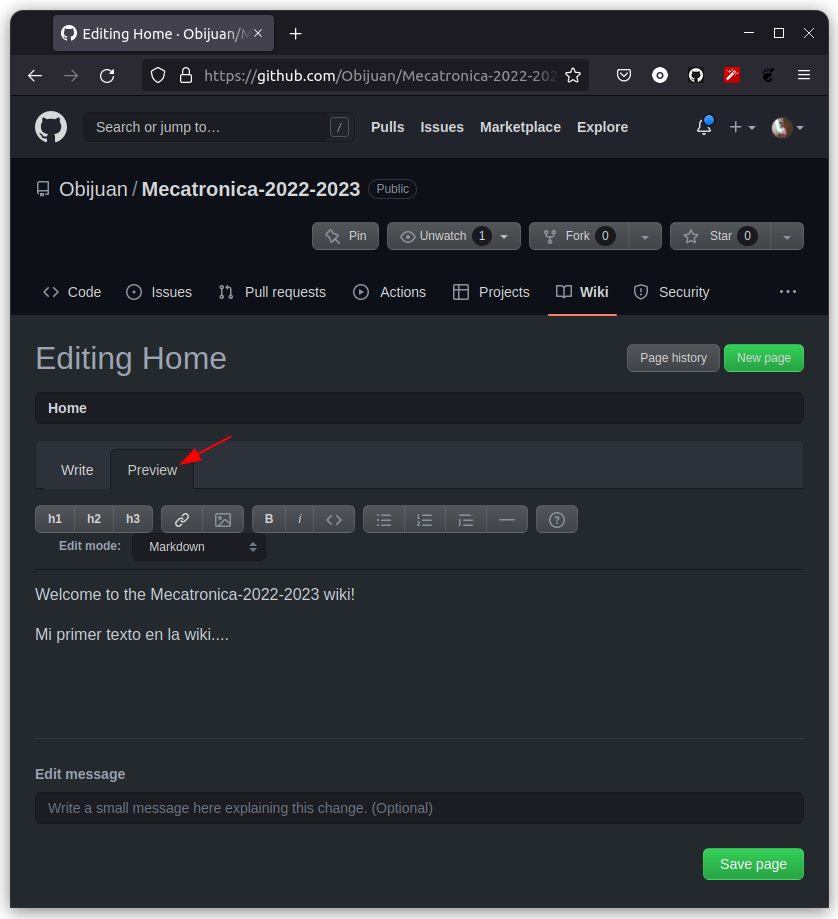 Editing Home · Obijuan/M
https://github.com/Obijuan/Mecatronica-2022-202
Search or jump to… /
Pulls Issues Marketplace Explore
Obijuan / Mecatronica-2022-2023 Public
Pin Unwatch 1 Fork 0 Star 0
Code Issues Pull requests Actions Projects Wiki Security
Editing Home
Page history New page
Home
Write Preview
h1 h2 h3 B i
Edit mode: Markdown
Welcome to the Mecatronica-2022-2023 wiki!
Mi primer texto en la wiki....
Edit message
Write a small message here explaining this change. (Optional)
Save page